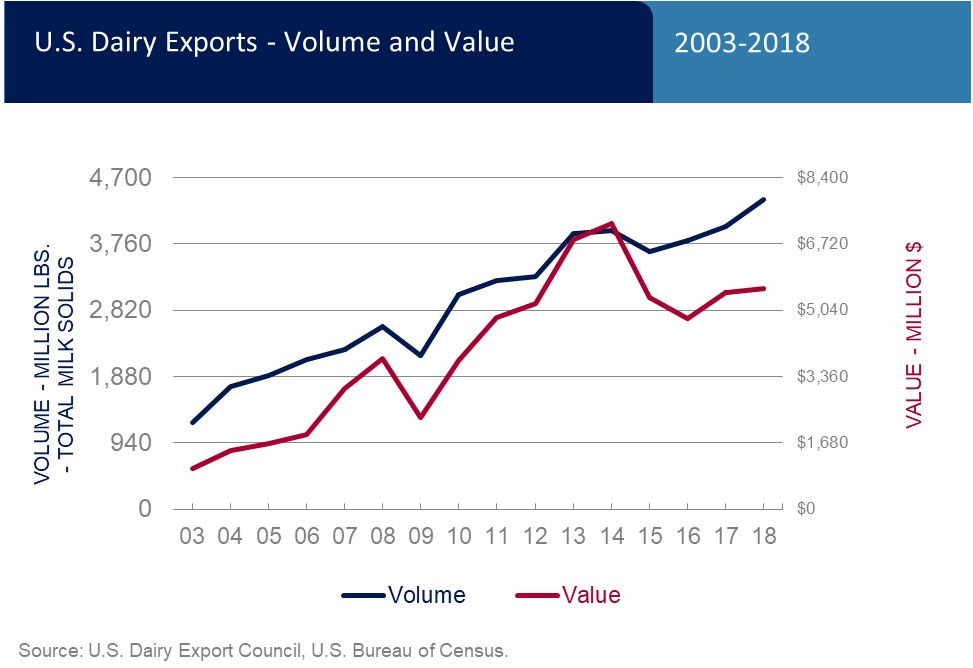 U.S. Dairy Exports - Volume and Value
2003-2018
VOLUME - MILLION LBS.
- TOTAL MILK SOLIDS
4,700
3,760
2,820
1,880
940
0
$8,400
$6,720
$5,040
$3,360
$1,680
$0
VALUE - MILLION $
03 04 05 06 07 08 09 10 11 12 13 14 15 16 17 18
Volume Value
Source: U.S. Dairy Export Council, U.S. Bureau of Census.